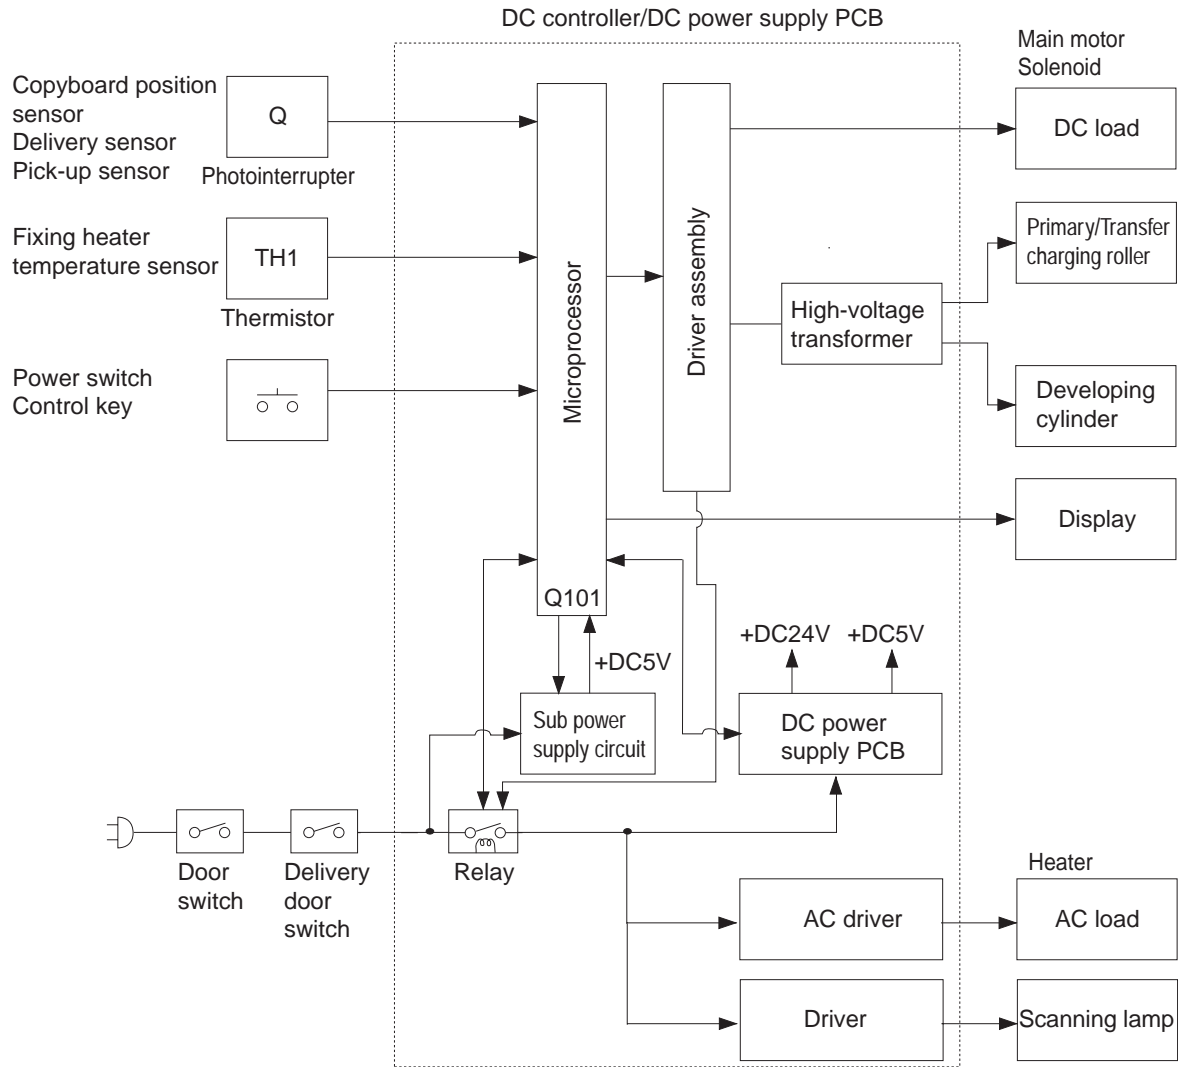 DC controller/DC power supply PCB
Main motor
Solenoid
Copyboard position
sensor
Delivery sensor
Pick-up sensor
Q
Photointerrupter
DC load
Fixing heater
temperature sensor
TH1
Thermistor
Primary/Transfer
charging roller
Microprocessor
Driver assembly
High-voltage
transformer
Power switch
Control key
Developing
cylinder
Display
Q101
+DC5V
+DC24V
+DC5V
Sub power
supply circuit
DC power
supply PCB
Door
switch
Delivery
door
switch
Relay
Heater
AC driver
AC load
Driver
Scanning lamp